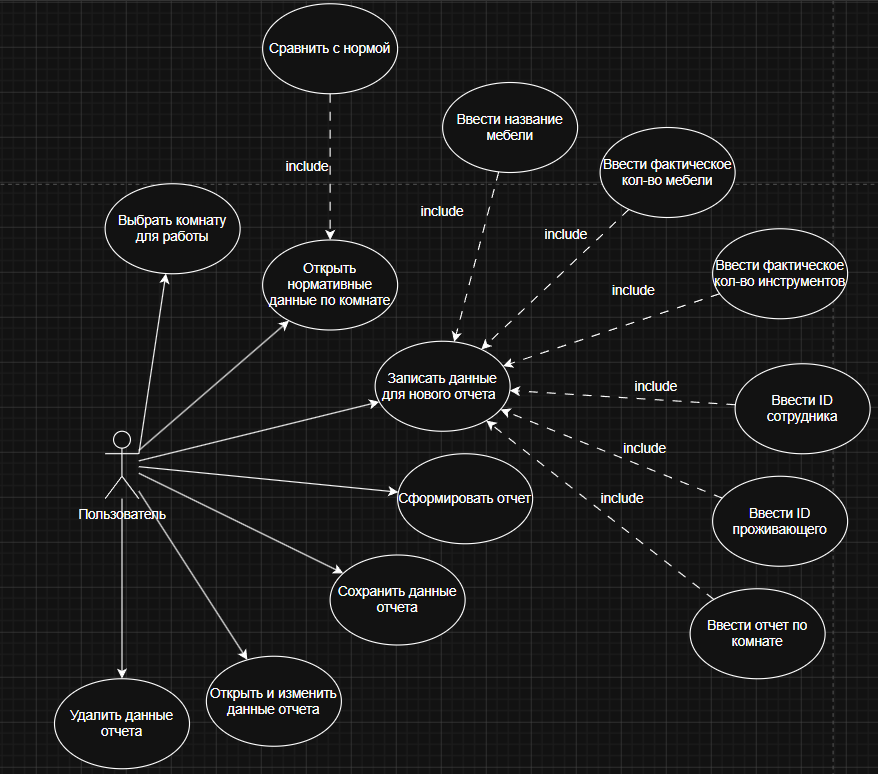 Сравнить с нормой
include
Ввести название
мебели
Ввести фактическое
кол-во мебели
Выбрать комнату
для работы
include
include
Открыть
нормативные
данные по комнате
Ввести фактическое
кол-во инструментов
include
Записать данные
для нового отчета
include
Ввести ID
сотрудника
include
Пользователь
Сформировать отчет
include
Ввести ID
проживающего
Сохранить данные
отчета
Ввести отчет по
комнате
Открыть и изменить
данные отчета
Удалить данные
отчета